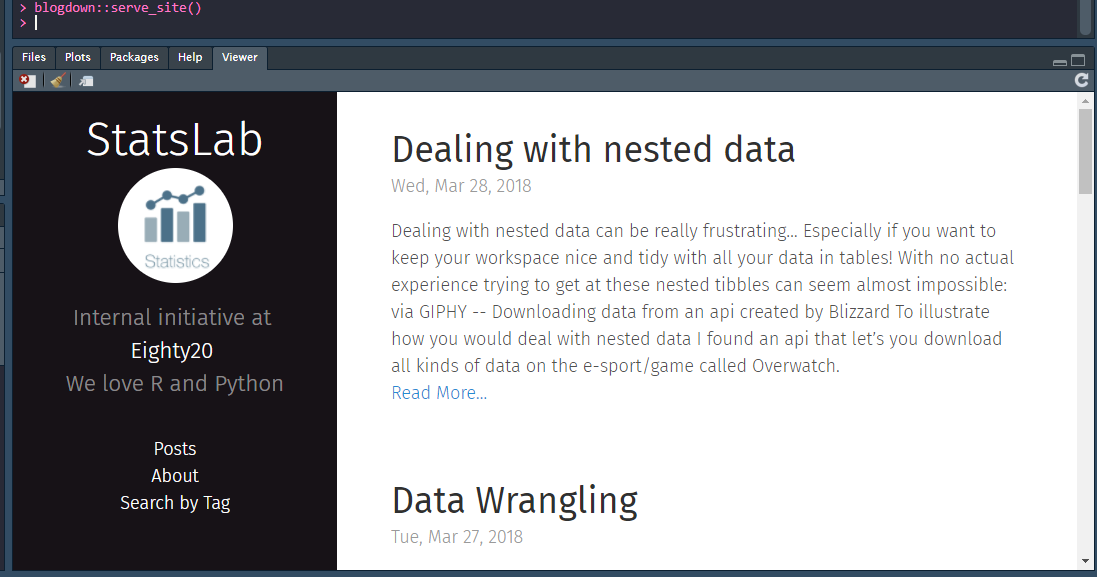 > blogdown::serve_site()
>
Files Plots Packages Help Viewer
StatsLab
Statistics
Internal initiative at
Eighty20
We love R and Python
Posts
About
Search by Tag
Dealing with nested data
Wed, Mar 28, 2018
Dealing with nested data can be really frustrating... Especially if you want to
keep your workspace nice and tidy with all your data in tables! With no actual
experience trying to get at these nested tibbles can seem almost impossible:
via GIPHY -- Downloading data from an api created by Blizzard To illustrate
how you would deal with nested data I found an api that let's you download
all kinds of data on the e-sport/game called Overwatch.
Read More...
Data Wrangling
Tue, Mar 27, 2018